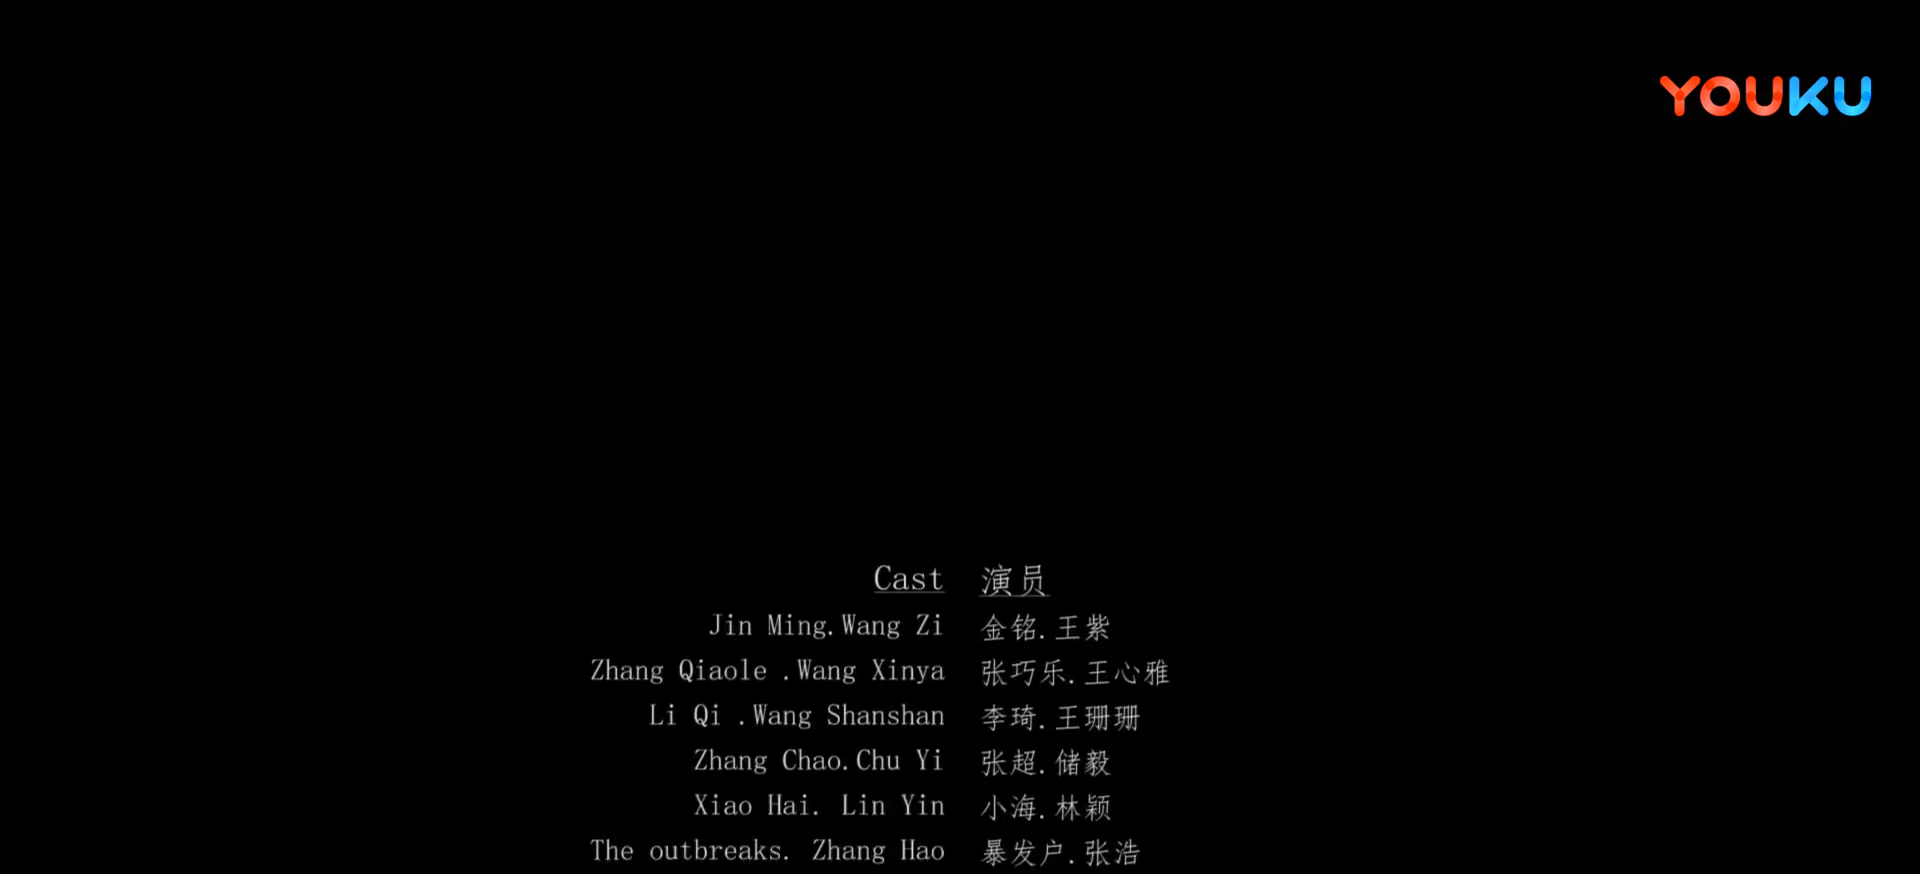 YOUKU
Cast 演员
Jin Ming.Wang Zi 金铭.王紫
Zhang Qiaole .Wang Xinya 张巧乐.王心雅
Li Qi .Wang Shanshan 李琦.王珊珊
Zhang Chao.Chu Yi 张超.储毅
Xiao Hai. Lin Yin 小海.林颖
The outbreaks. Zhang Hao 暴发户.张浩